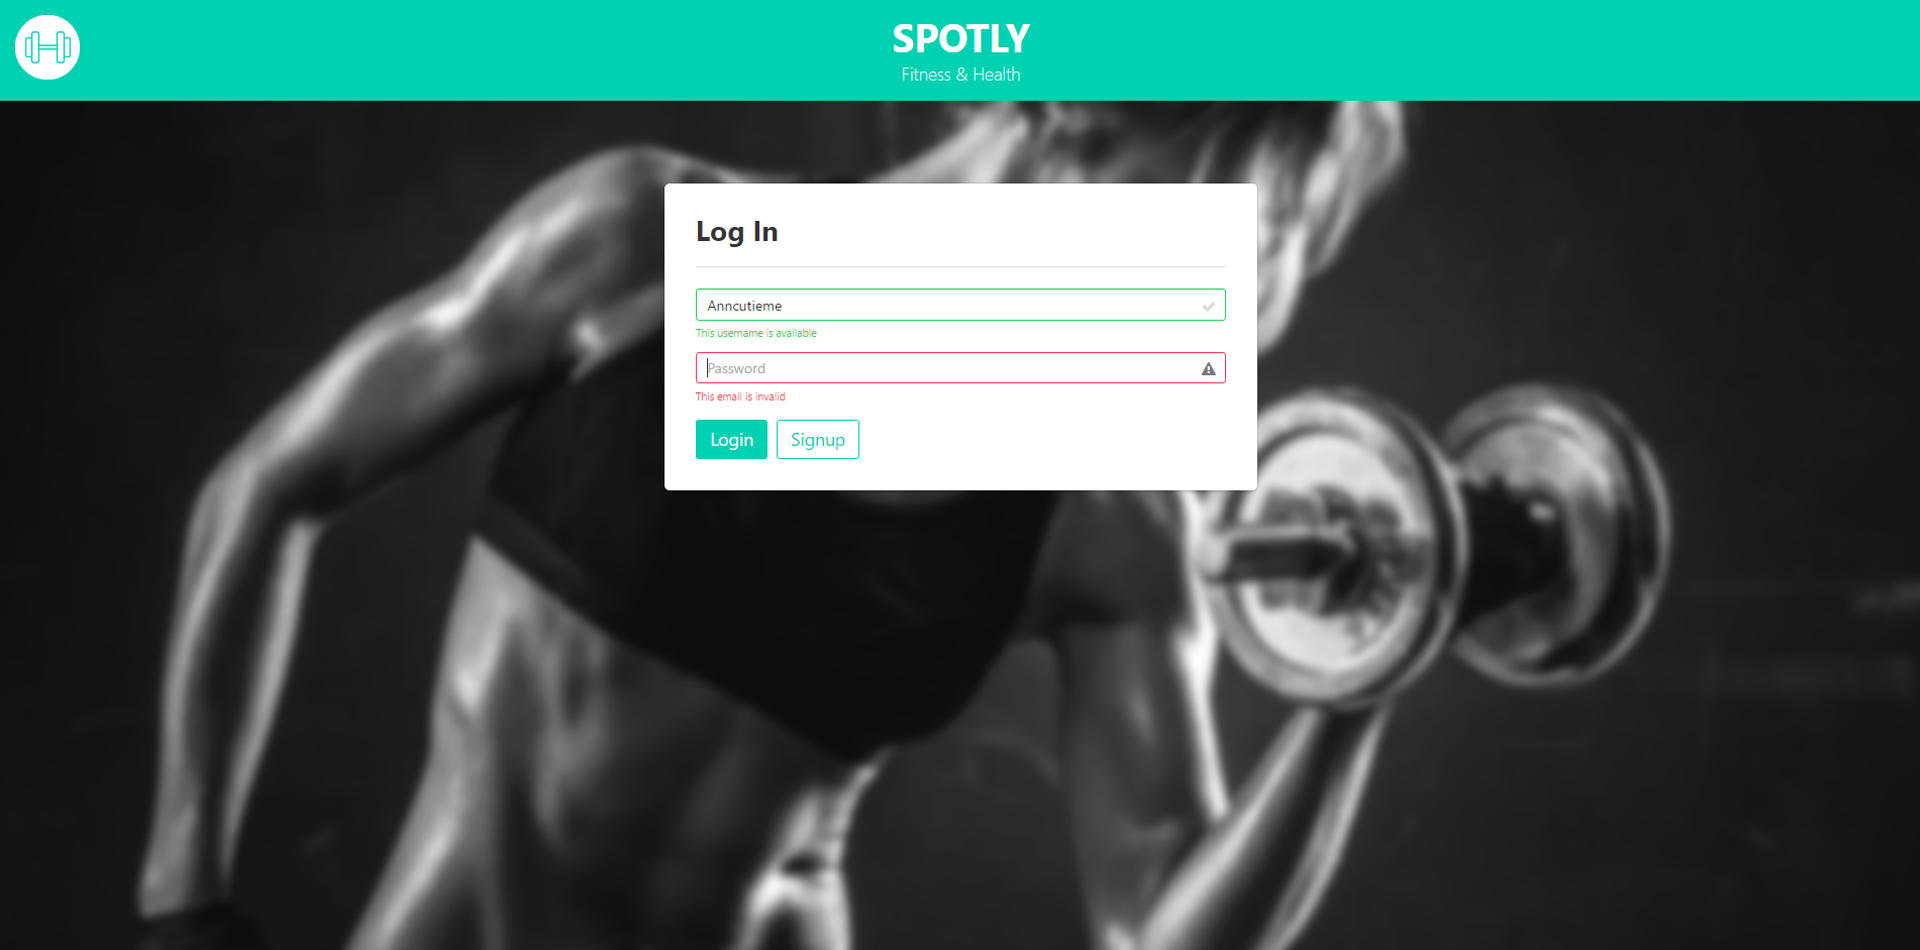 SPOTLY
Fitness & Health
Log In
Anncutieme
This username is available
Password
This email is invalid
Login
Signup